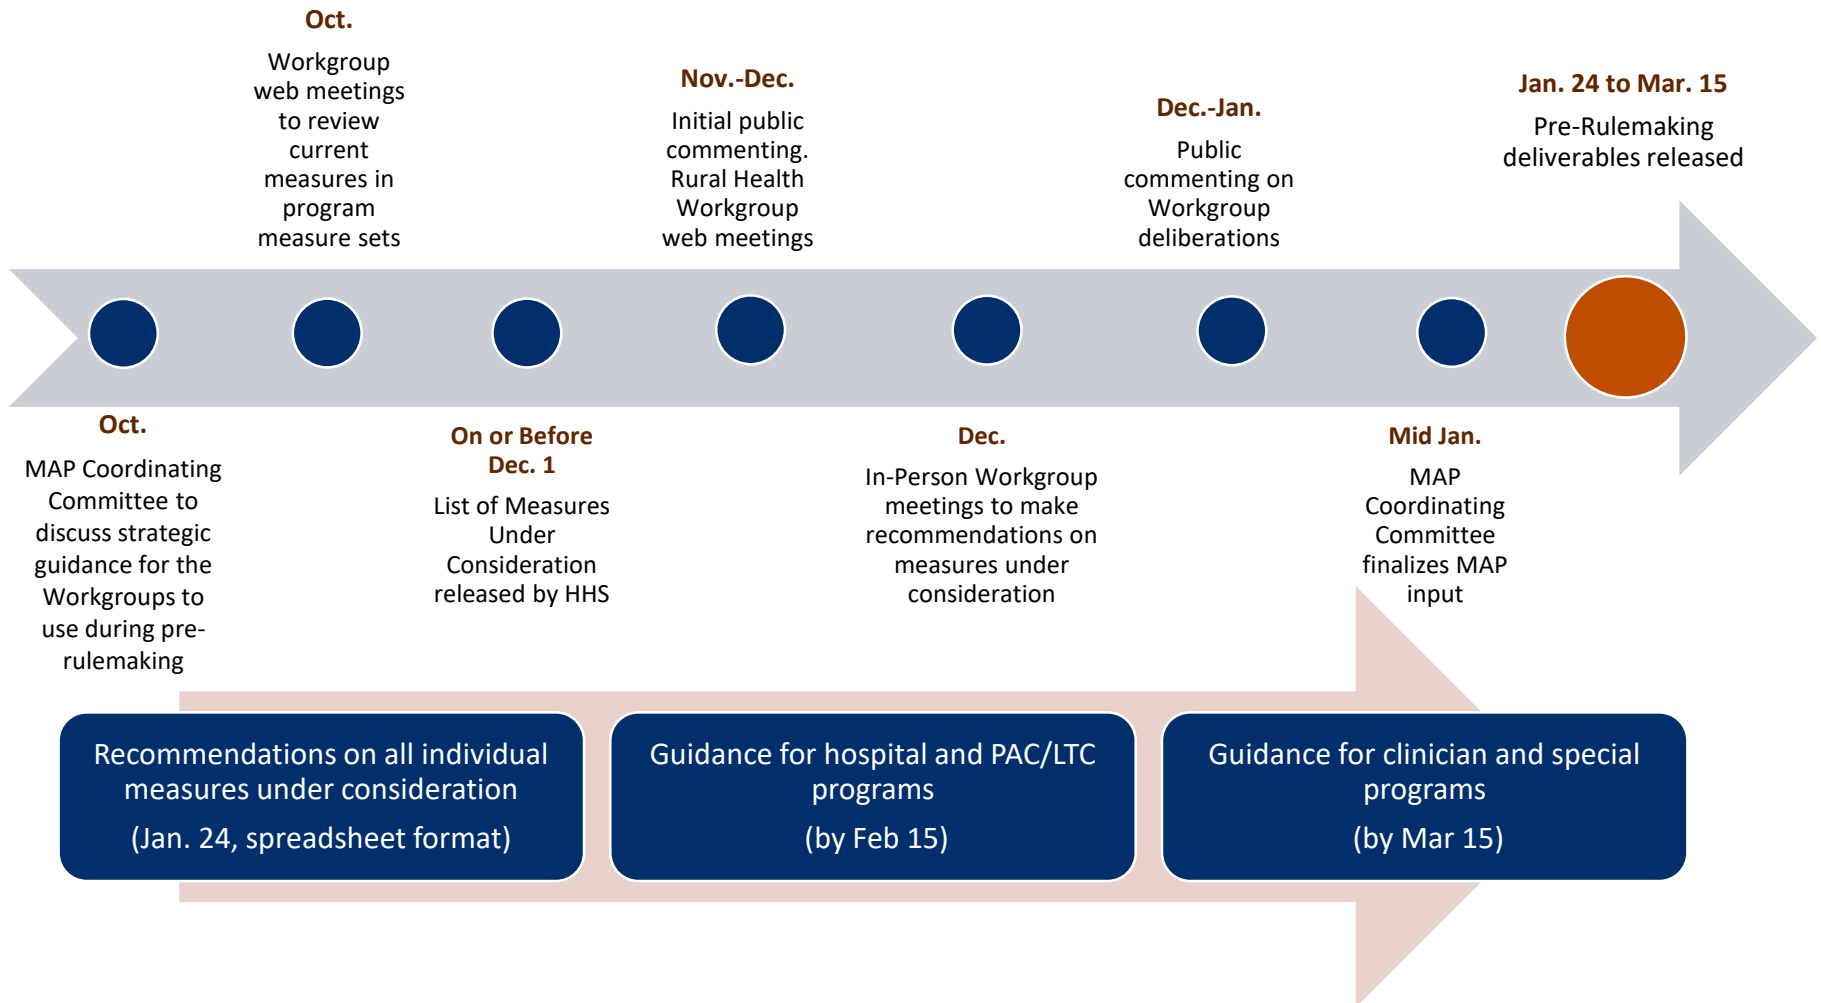 Oct.
Workgroup
web meetings
to review
current
measures in
program
measure sets
Nov.-Dec.
Initial public
commenting.
Rural Health
Workgroup
web meetings
Dec.-Jan.
Public
commenting on
Workgroup
deliberations
Jan. 24 to Mar. 15
Pre-Rulemaking
deliverables released
Oct.
MAP Coordinating
Committee to
discuss strategic
guidance for the
Workgroups to
use during pre-
rulemaking
On or Before
Dec. 1
List of Measures
Under
Consideration
released by HHS
Dec.
In-Person Workgroup
meetings to make
recommendations on
measures under
consideration
Mid Jan.
MAP
Coordinating
Committee
finalizes MAP
input
Recommendations on all individual
measures under consideration
(Jan. 24, spreadsheet format)
Guidance for hospital and PAC/LTC
programs
(by Feb 15)
Guidance for clinician and special
programs
(by Mar 15)